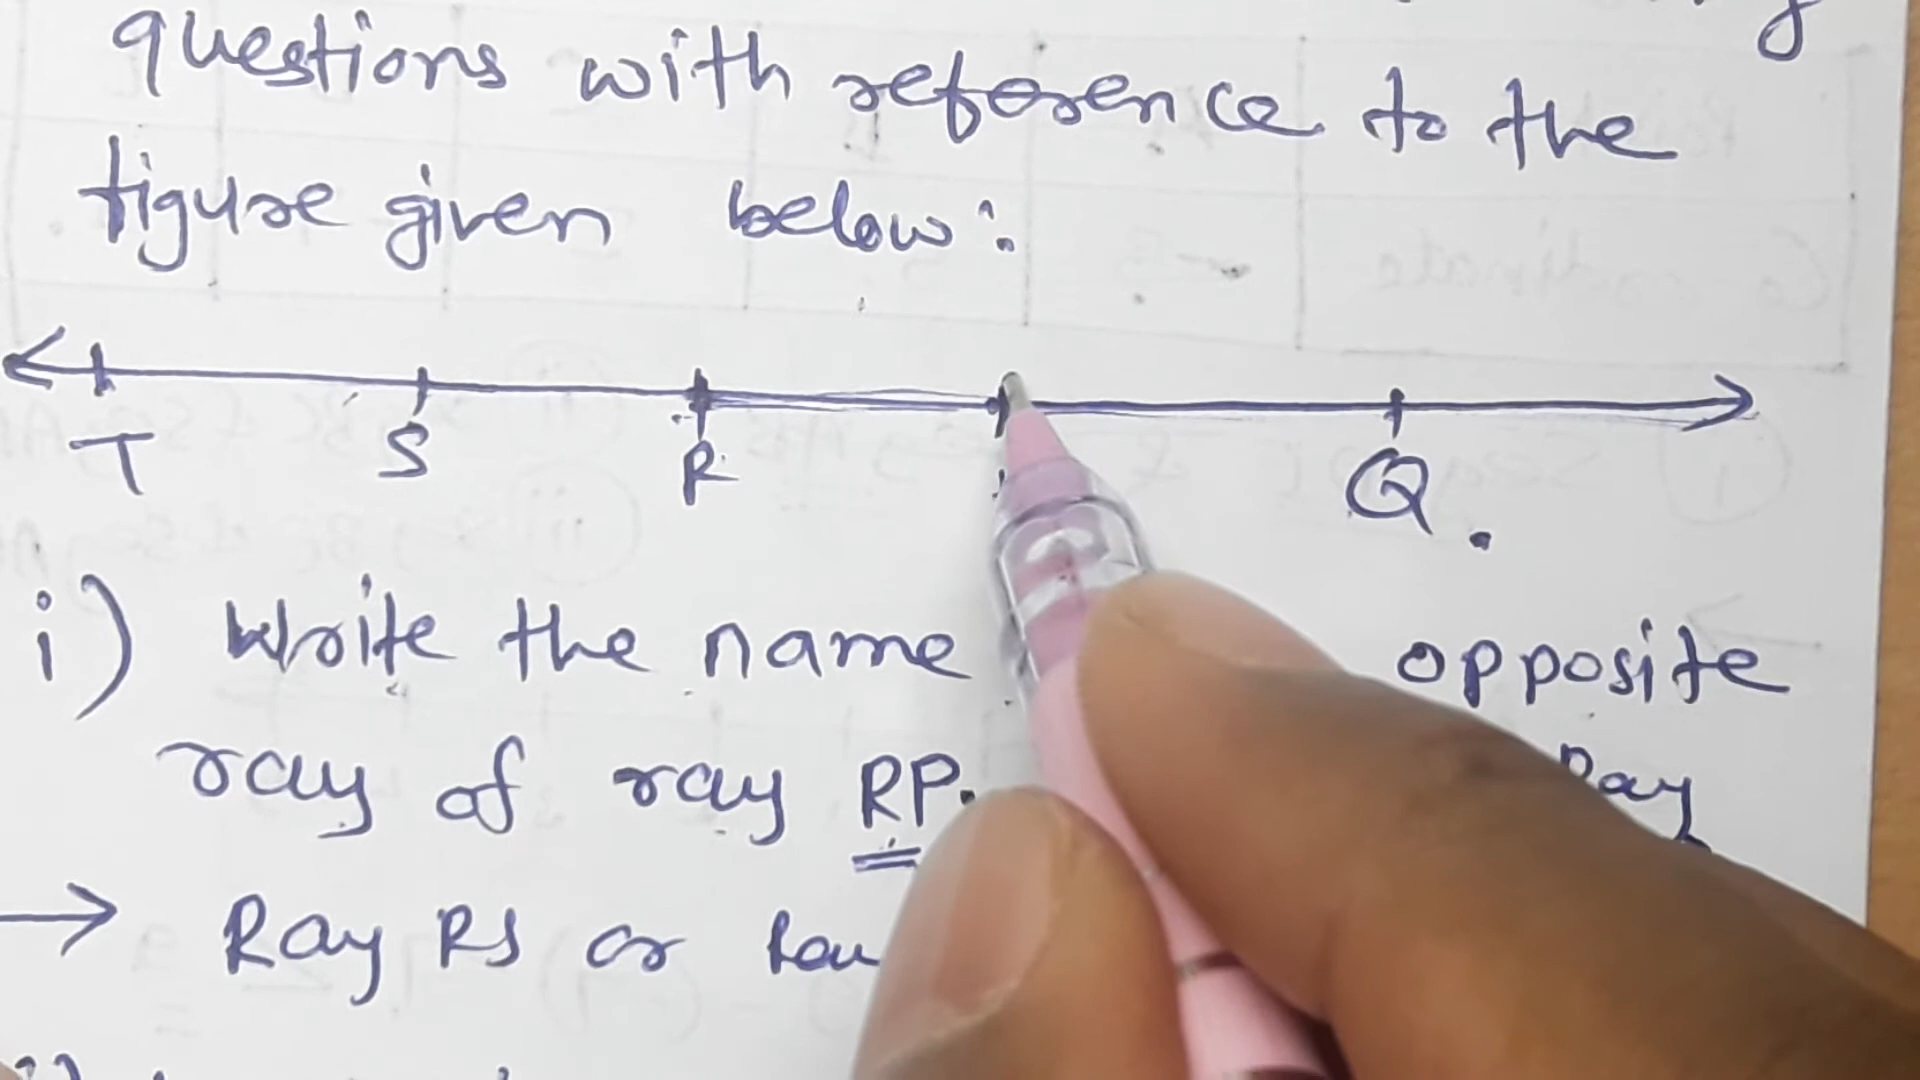 questions with reference to the
figure given below:
T S R Q.
i) Write the name opposite
ray of ray RP. Ray
→ Ray RS or